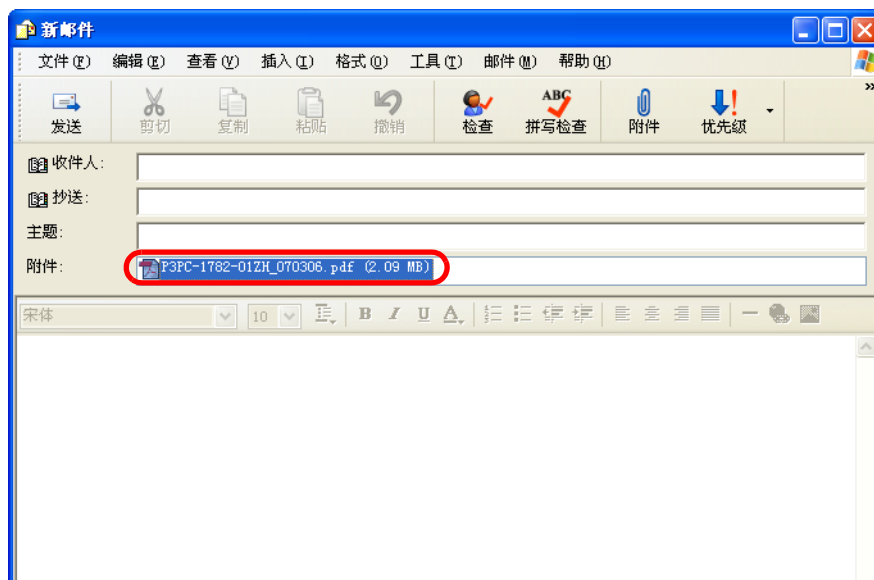 新邮件
文件(F) 编辑(E) 查看(V) 插入(I) 格式(O) 工具(T) 邮件(M) 帮助(H)
ABC
发送 剪切 复制 粘贴 撤销 检查 拼写检查 附件 优先级
收件人:
抄送:
主题:
附件: P3PC-1782-01ZH_070306.pdf (2.09 MB)
宋体 10 B I U A